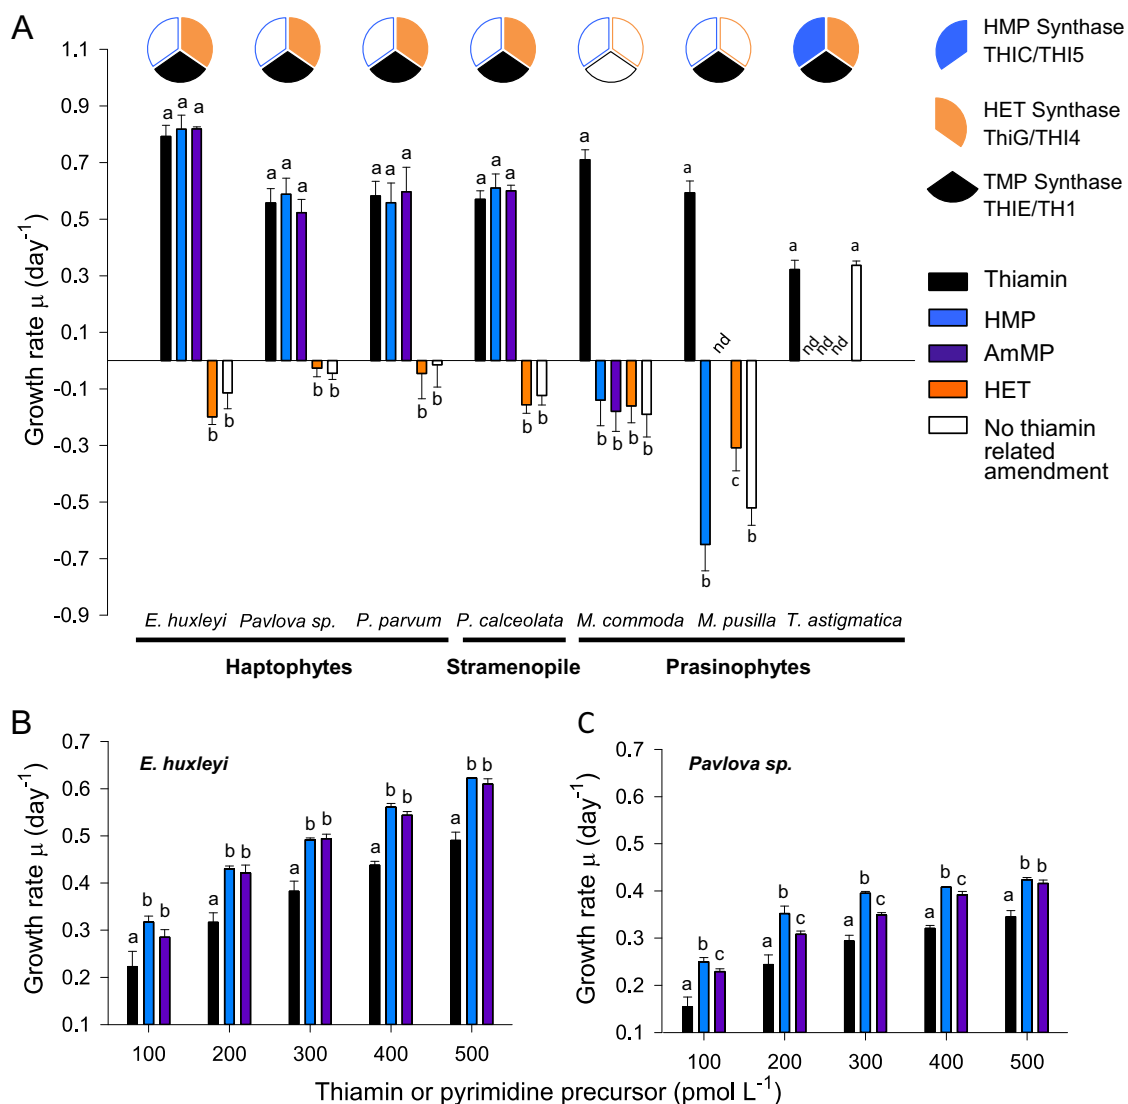 A
HMP Synthase
THIC/THI5
HET Synthase
ThiG/THI4
TMP Synthase
THIE/TH1
Thiamin
HMP
AmMP
HET
No thiamin
related
amendment
Growth rate µ (day⁻¹)
1.1
0.9
0.7
0.5
0.3
0.1
-0.1
-0.3
-0.5
-0.7
-0.9
a a a b b
a a a b b
a a a b b
a a a b b
a b b b b
a b nd c b
a nd nd nd a
E. huxleyi Pavlova sp. P. parvum P. calceolata M. commoda M. pusilla T. astigmatica
Haptophytes Stramenopile Prasinophytes
B
E. huxleyi
Growth rate µ (day⁻¹)
0.7
0.6
0.5
0.4
0.3
0.2
0.1
a b b
a b b
a b b
a b b
a b b
100 200 300 400 500
C
Pavlova sp.
Growth rate µ (day⁻¹)
0.7
0.6
0.5
0.4
0.3
0.2
0.1
a b c
a b c
a b c
a b c
a b b
100 200 300 400 500
Thiamin or pyrimidine precursor (pmol L⁻¹)